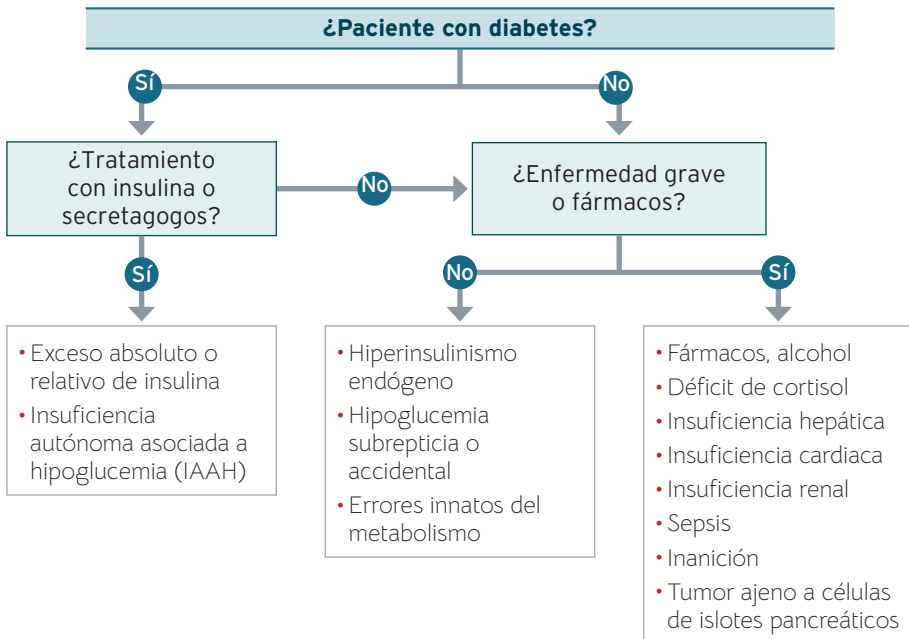 ¿Paciente con diabetes?
Sí
No
¿Tratamiento
con insulina o
secretagogos?
No
¿Enfermedad grave
o fármacos?
Sí
No
Sí
• Exceso absoluto o
relativo de insulina
• Insuficiencia
autónoma asociada a
hipoglucemia (IAAH)
• Hiperinsulinismo
endógeno
• Hipoglucemia
subrepticia o
accidental
• Errores innatos del
metabolismo
• Fármacos, alcohol
• Déficit de cortisol
• Insuficiencia hepática
• Insuficiencia cardiaca
• Insuficiencia renal
• Sepsis
• Inanición
• Tumor ajeno a células
de islotes pancreáticos